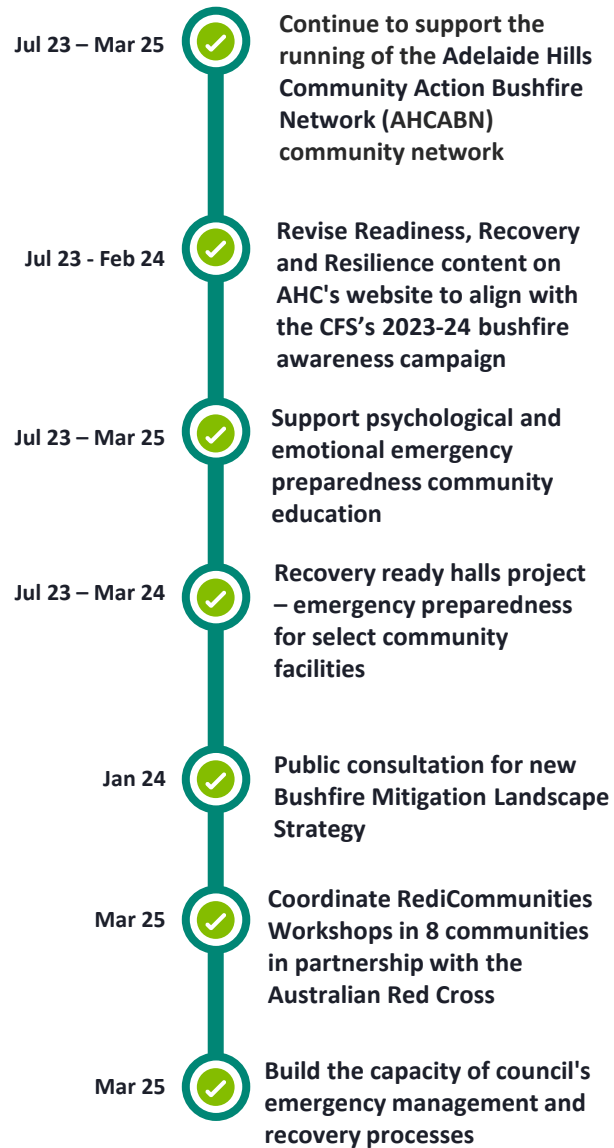 Jul 23 – Mar 25
Continue to support the
running of the Adelaide Hills
Community Action Bushfire
Network (AHCABN)
community network
Jul 23 - Feb 24
Revise Readiness, Recovery
and Resilience content on
AHC's website to align with
the CFS’s 2023-24 bushfire
awareness campaign
Jul 23 – Mar 25
Support psychological and
emotional emergency
preparedness community
education
Jul 23 – Mar 24
Recovery ready halls project
– emergency preparedness
for select community
facilities
Jan 24
Public consultation for new
Bushfire Mitigation Landscape
Strategy
Mar 25
Coordinate RediCommunities
Workshops in 8 communities
in partnership with the
Australian Red Cross
Mar 25
Build the capacity of council's
emergency management and
recovery processes